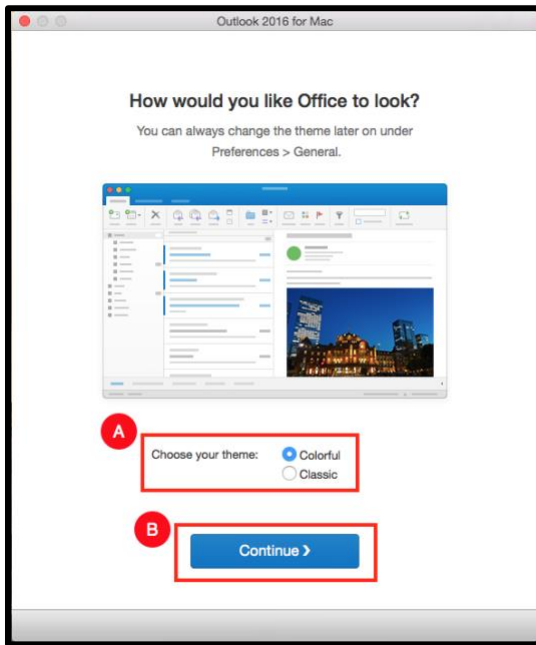 Outlook 2016 for Mac
How would you like Office to look?
You can always change the theme later on under
Preferences > General.
A
Choose your theme: Colorful
Classic
B
Continue ❯